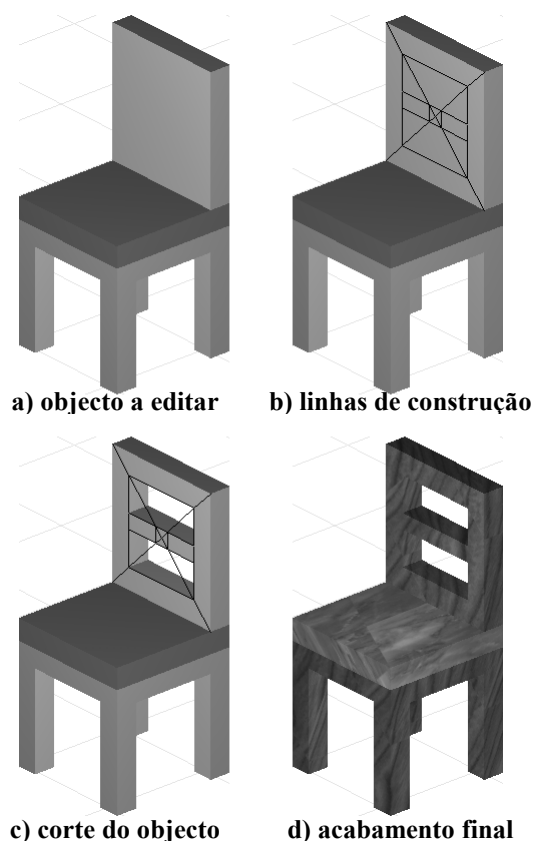 a) objecto a editar
b) linhas de construção
c) corte do objecto
d) acabamento final